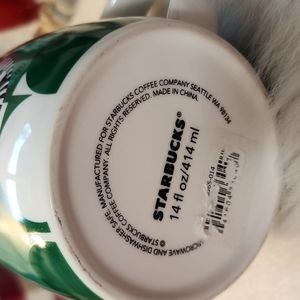 MICROWAVE AND DISHWASHER SAFE. MANUFACTURED FOR STARBUCKS COFFEE COMPANY SEATTLE WA 98134
©STARBUCKS COFFEE COMPANY. ALL RIGHTS RESERVED. MADE IN CHINA.
STARBUCKS®
14 fl oz/414 ml